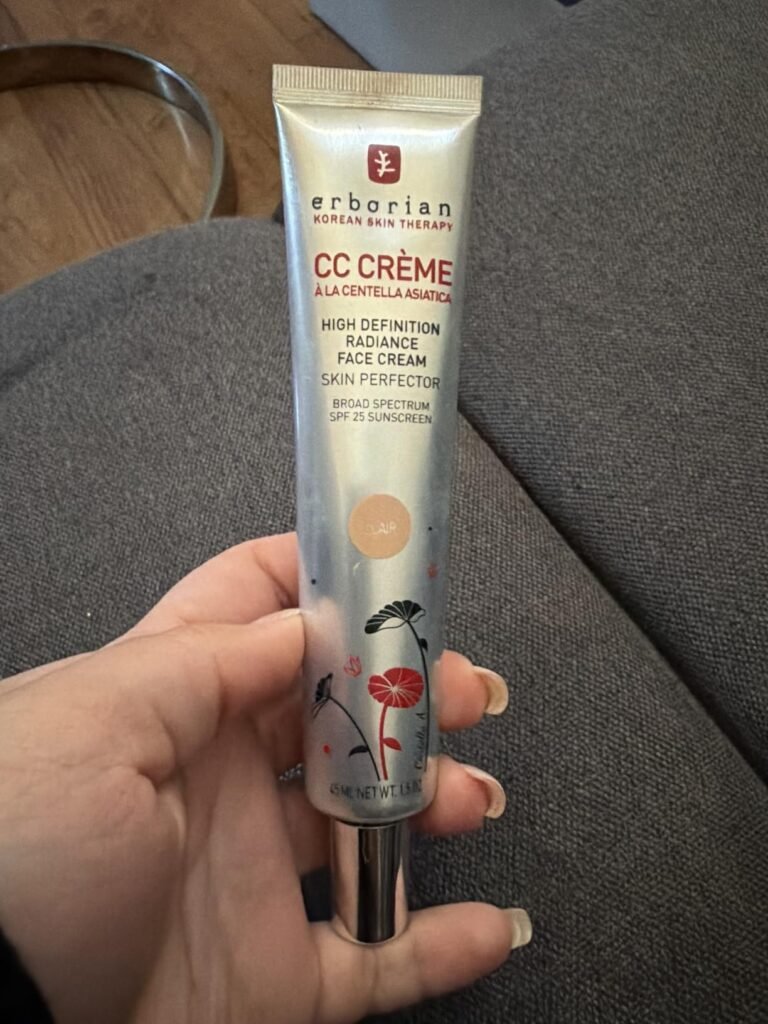 erborian
KOREAN SKIN THERAPY
CC CRÈME
À LA CENTELLA ASIATICA
HIGH DEFINITION
RADIANCE
FACE CREAM
SKIN PERFECTOR
BROAD SPECTRUM
SPF 25 SUNSCREEN
CLAIR
45 ML NET WT. 1.5 OZ